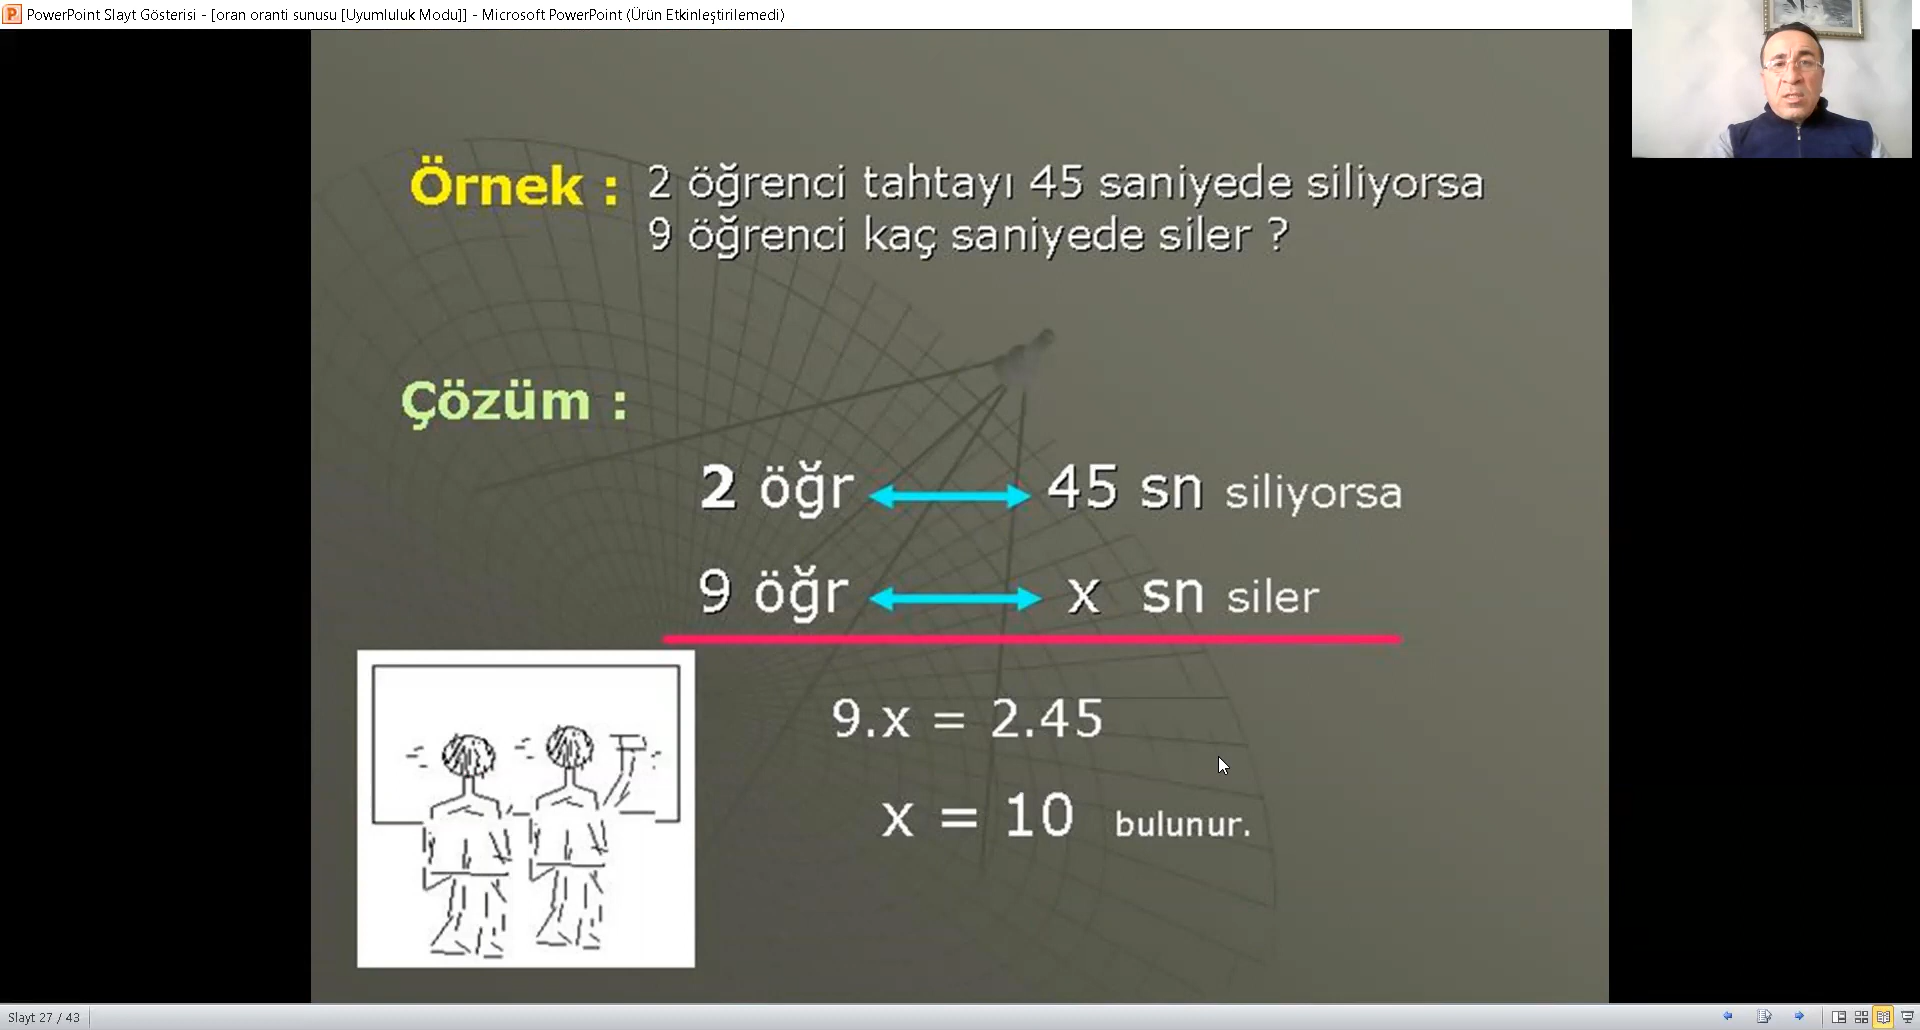 PowerPoint Slayt Gösterisi - [oran oranti sunusu [Uyumluluk Modu]] - Microsoft PowerPoint (Ürün Etkinleştirilemedi)
Örnek : 2 öğrenci tahtayı 45 saniyede siliyorsa
9 öğrenci kaç saniyede siler ?
Çözüm :
2 öğr 45 sn siliyorsa
9 öğr x sn siler
9.x = 2.45
x = 10 bulunur.
Slayt 27 / 43